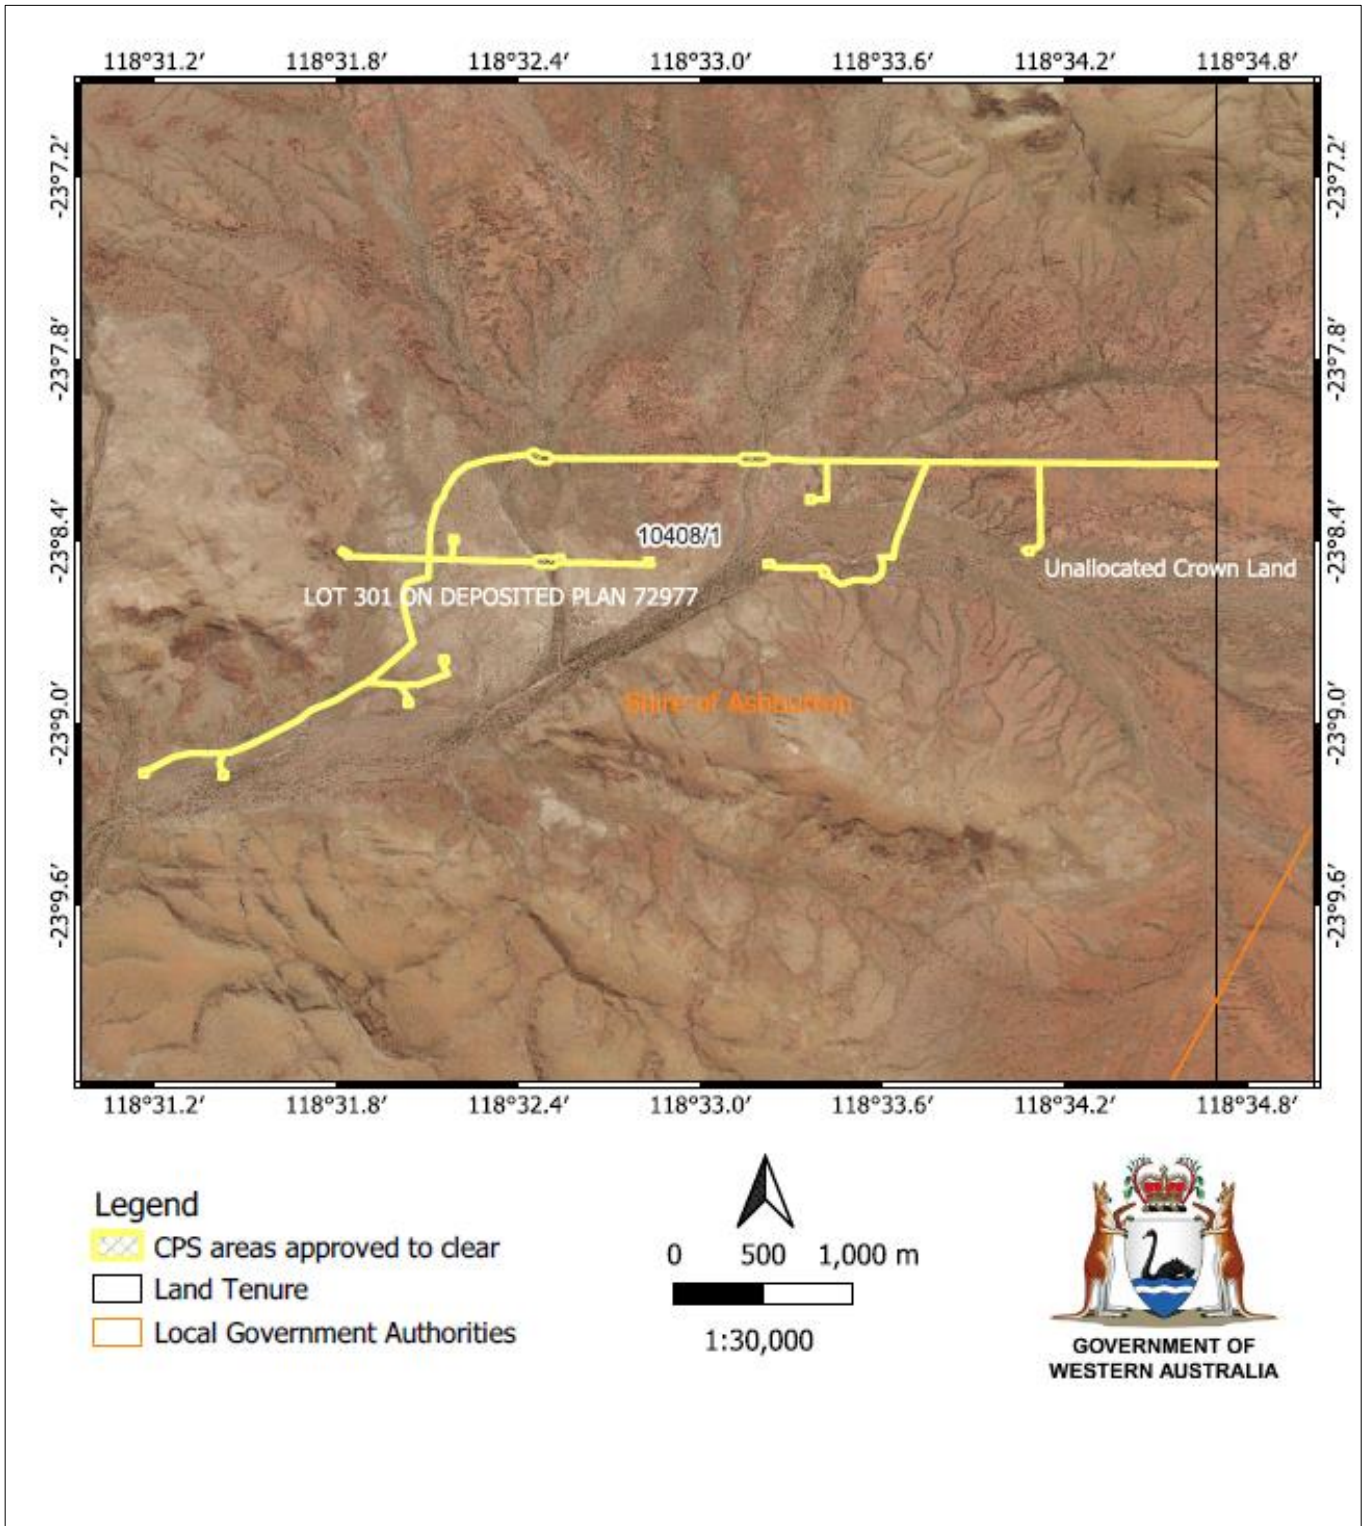 118°31.2′ 118°31.8′ 118°32.4′ 118°33.0′ 118°33.6′ 118°34.2′ 118°34.8′
-23°7.2′ -23°7.2′
-23°7.8′ -23°7.8′
-23°8.4′ -23°8.4′
10408/1
Unallocated Crown Land
LOT 301 ON DEPOSITED PLAN 72977
Shire of Ashburton
-23°9.0′ -23°9.0′
-23°9.6′ -23°9.6′
118°31.2′ 118°31.8′ 118°32.4′ 118°33.0′ 118°33.6′ 118°34.2′ 118°34.8′
Legend
CPS areas approved to clear
Land Tenure
Local Government Authorities
0 500 1,000 m
1:30,000
GOVERNMENT OF
WESTERN AUSTRALIA